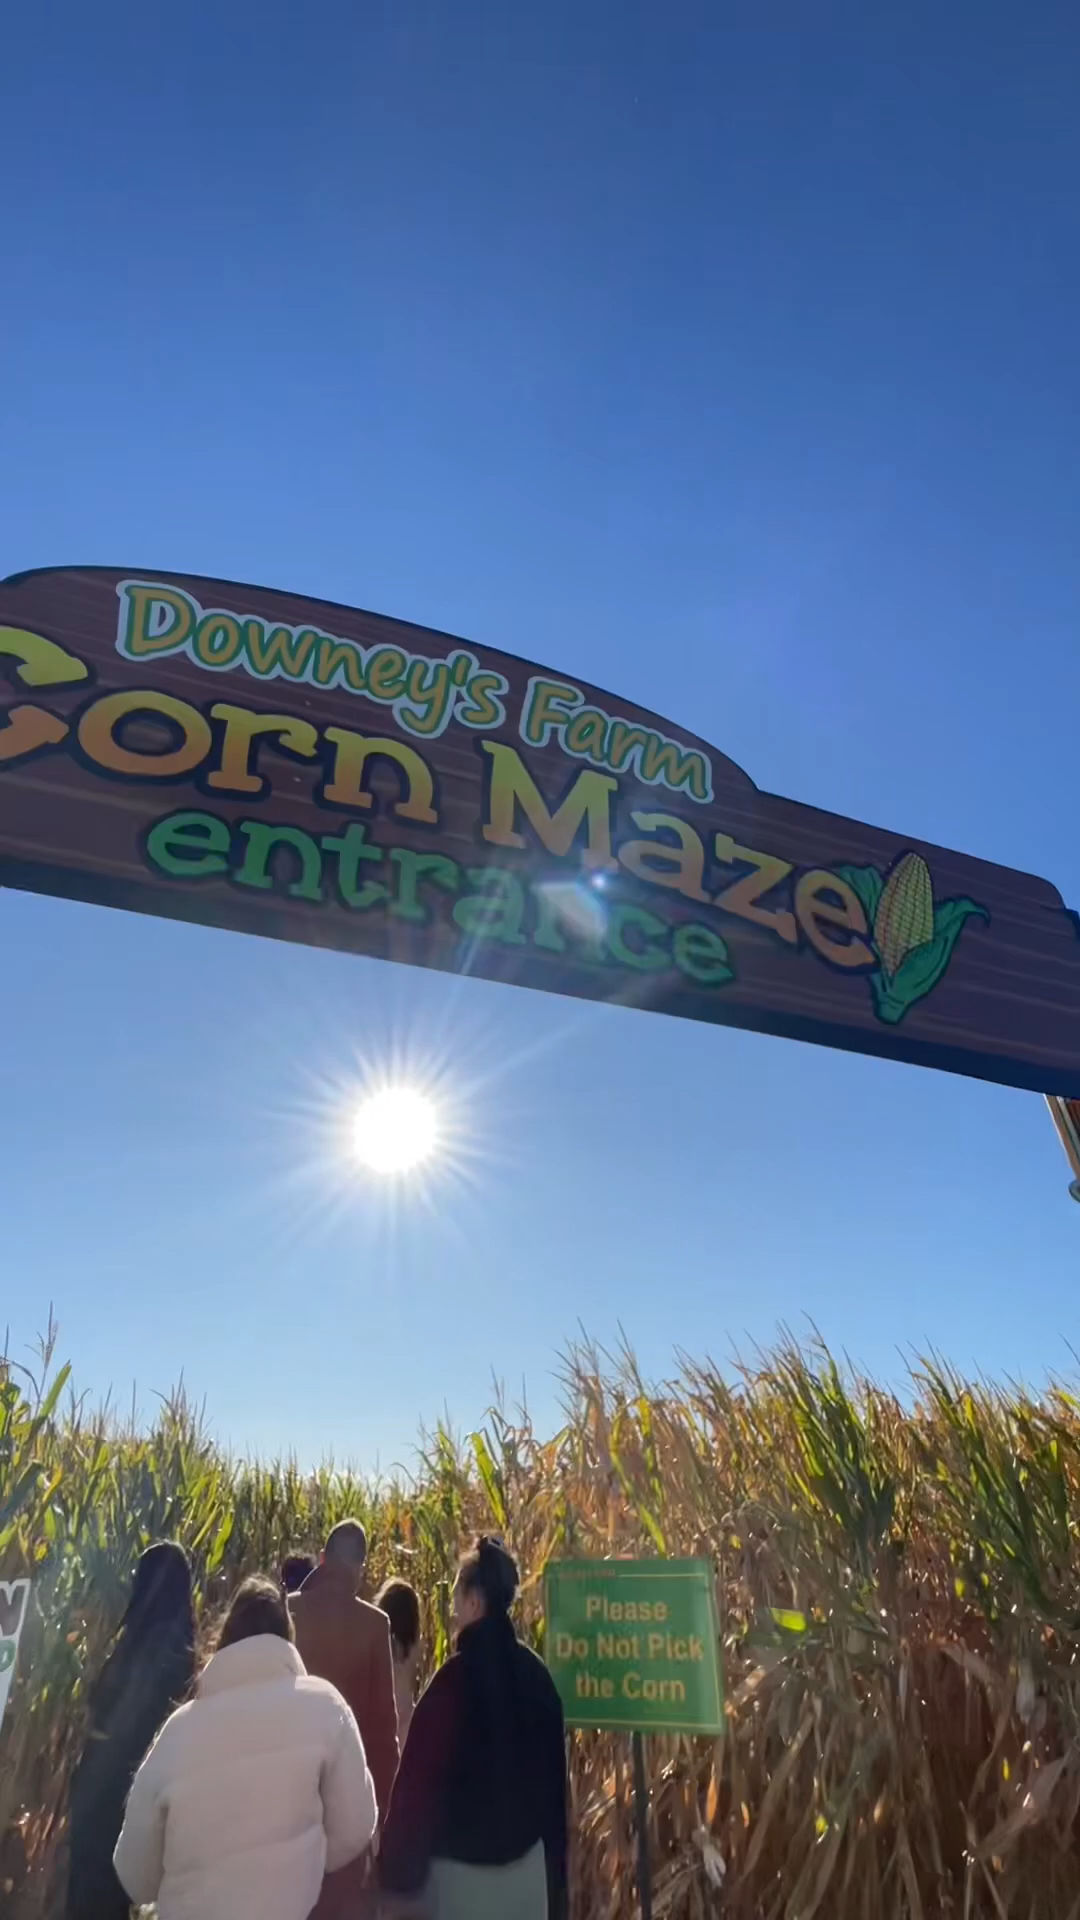 Downey's Farm
Corn Maze
entrance
Please
Do Not Pick
the Corn